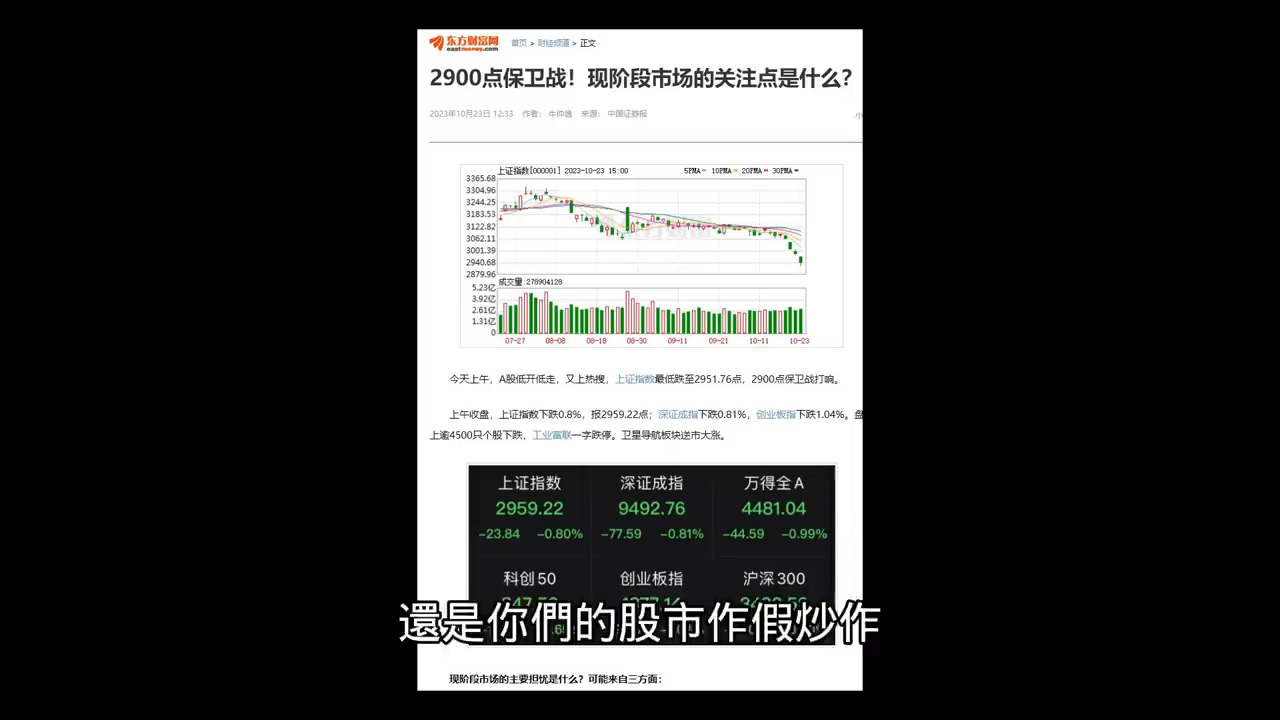 东方财富网
eastmoney.com
首页 > 财经频道 > 正文
2900点保卫战！现阶段市场的关注点是什么？
2023年10月23日 12:33 作者： 牛仲逸 来源： 中国证券报
小
上证指数[000001] 2023-10-23 15:00 5PMA 10PMA 20PMA 30PMA
3365.68
3304.96
3244.25
3183.53
3122.82
3062.11
3001.39
2940.68
2879.96
成交量:278904128
5.23亿
3.92亿
2.61亿
1.31亿
0
07-27 08-08 08-18 08-30 09-11 09-21 10-11 10-23
今天上午，A股低开低走，又上热搜，上证指数最低跌至2951.76点，2900点保卫战打响。
上午收盘，上证指数下跌0.8%，报2959.22点；深证成指下跌0.81%，创业板指下跌1.04%。盘
上逾4500只个股下跌，工业富联一字跌停。卫星导航板块逆市大涨。
上证指数 深证成指 万得全A
2959.22 9492.76 4481.04
-23.84 -0.80% -77.59 -0.81% -44.59 -0.99%
科创50 创业板指 沪深300
還是你們的股市作假炒作
现阶段市场的主要担忧是什么？可能来自三方面：